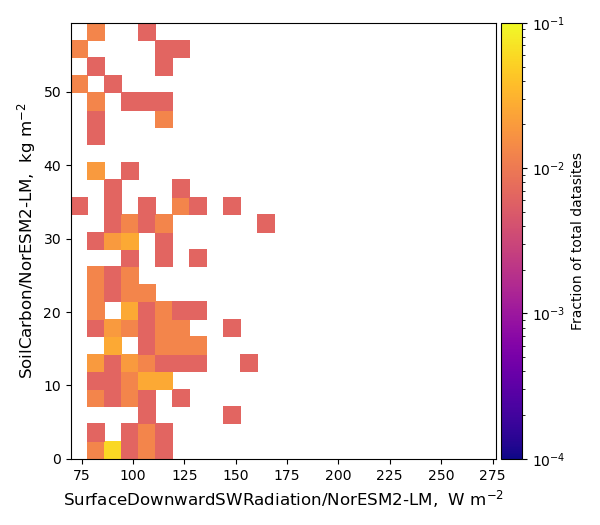 SoilCarbon/NorESM2-LM, kg m⁻²
50
40
30
20
10
0
75 100 125 150 175 200 225 250 275
SurfaceDownwardSWRadiation/NorESM2-LM, W m⁻²
10⁻¹
10⁻²
10⁻³
10⁻⁴
Fraction of total datasites